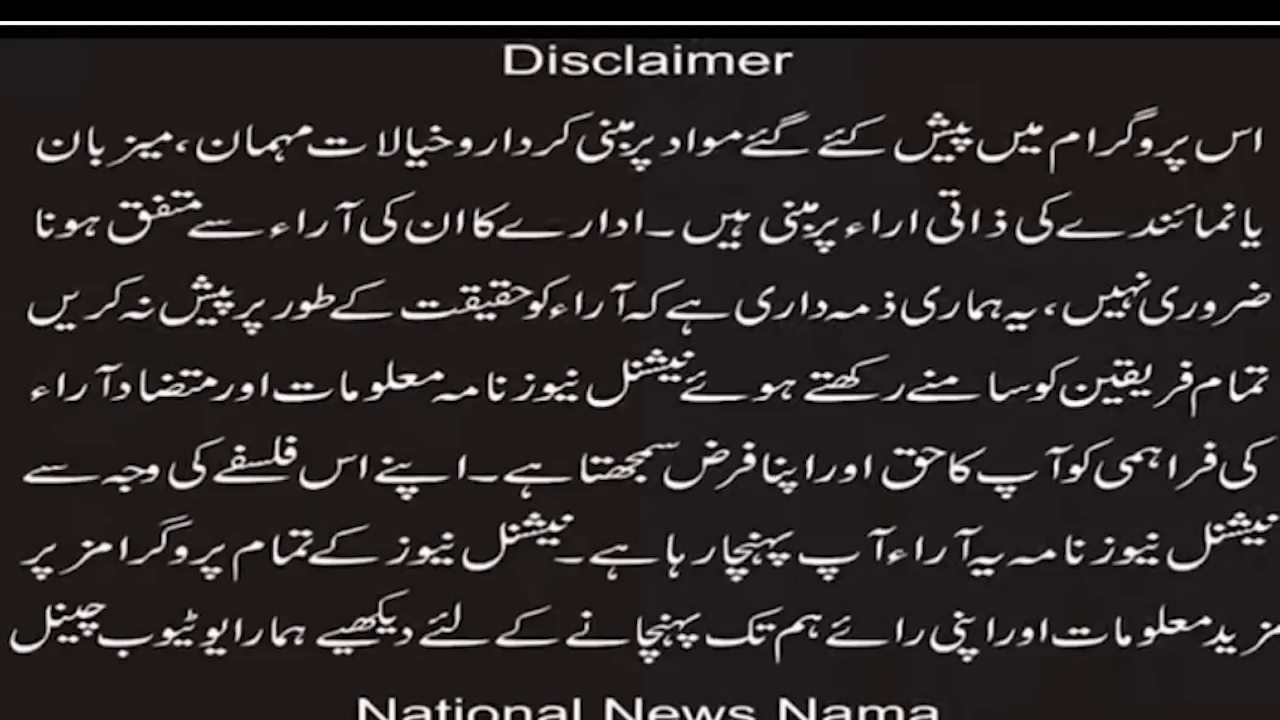 Disclaimer
اس پروگرام میں پیش کئے گئے مواد پر مبنی کردار و خیالات مہمان، میزبان
یا نمائندے کی ذاتی اراء پر مبنی ہیں۔ ادارے کا ان کی آراء سے متفق ہونا
ضروری نہیں، یہ ہماری ذمہ داری ہے کہ آراء کو حقیقت کے طور پر پیش نہ کریں
تمام فریقین کو سامنے رکھتے ہوئے نیشنل نیوز نامہ معلومات اور متضاد آراء
کی فراہمی کو آپ کا حق اور اپنا فرض سمجھتا ہے۔ اپنے اس فلسفے کی وجہ سے
نیشنل نیوز نامہ یہ آراء آپ پہنچا رہا ہے۔ نیشنل نیوز کے تمام پروگرامز پر
مزید معلومات اور اپنی رائے ہم تک پہنچانے کے لئے دیکھیے ہمارا یوٹیوب چینل
National News Nama